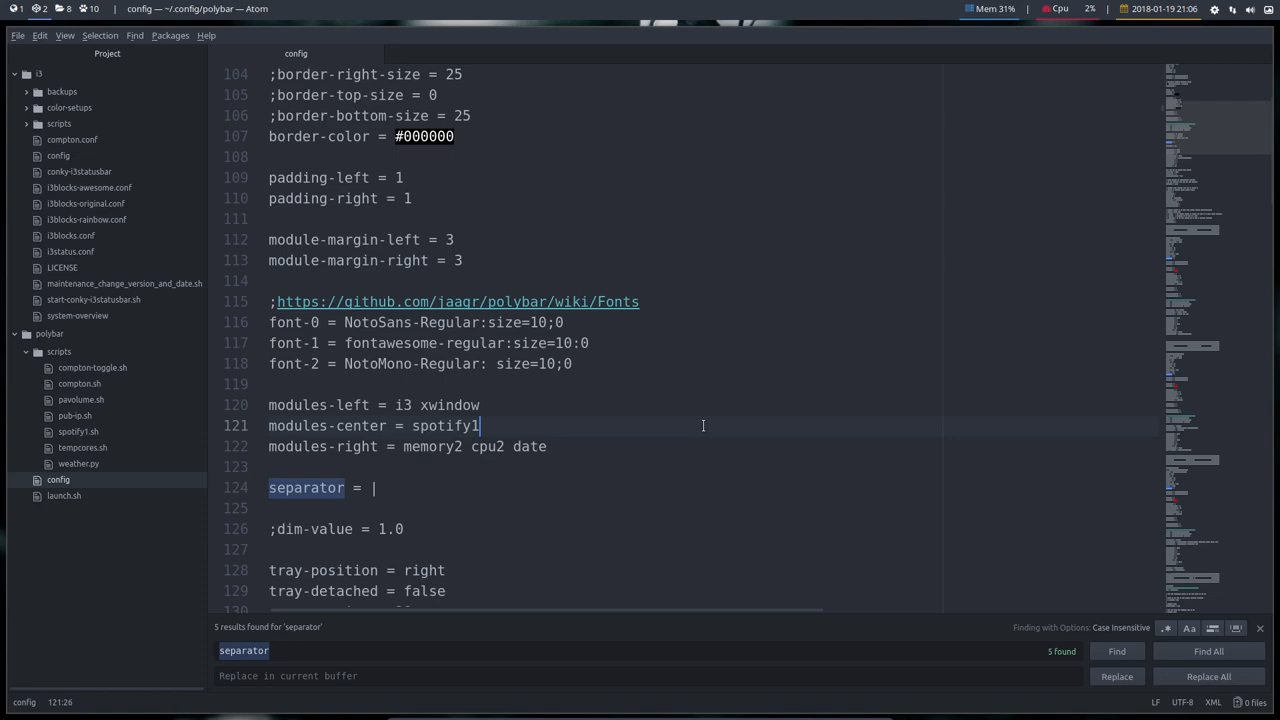 1 2 8 10 config — ~/.config/polybar — Atom Mem 31% Cpu 2% 2018-01-19 21:06
File Edit View Selection Find Packages Help
Project
i3
backups
color-setups
scripts
compton.conf
config
conky-i3statusbar
i3blocks-awesome.conf
i3blocks-original.conf
i3blocks-rainbow.conf
i3blocks.conf
i3status.conf
LICENSE
maintenance_change_version_and_date.sh
start-conky-i3statusbar.sh
system-overview
polybar
scripts
compton-toggle.sh
compton.sh
pavolume.sh
pub-ip.sh
spotify1.sh
tempcores.sh
weather.py
config
launch.sh
config
104 ;border-right-size = 25
105 ;border-top-size = 0
106 ;border-bottom-size = 25
107 border-color = #000000
108
109 padding-left = 1
110 padding-right = 1
111
112 module-margin-left = 3
113 module-margin-right = 3
114
115 ;https://github.com/jaagr/polybar/wiki/Fonts
116 font-0 = NotoSans-Regular:size=10;0
117 font-1 = fontawesome-regular:size=10:0
118 font-2 = NotoMono-Regular: size=10;0
119
120 modules-left = i3 xwindow
121 modules-center = spotify1
122 modules-right = memory2 cpu2 date
123
124 separator = |
125
126 ;dim-value = 1.0
127
128 tray-position = right
129 tray-detached = false
130
5 results found for 'separator' Finding with Options: Case Insensitive .* Aa
separator 5 found Find Find All
Replace in current buffer Replace Replace All
config 121:26 LF UTF-8 XML 0 files